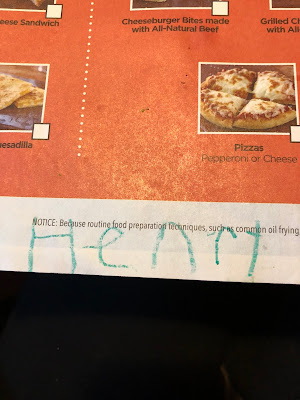 eese Sandwich
Cheeseburger Bites made
with All-Natural Beef
Grilled Ch
with All-
esadilla
Pizzas
Pepperoni or Cheese
NOTICE: Because routine food preparation techniques, such as common oil frying
Henry